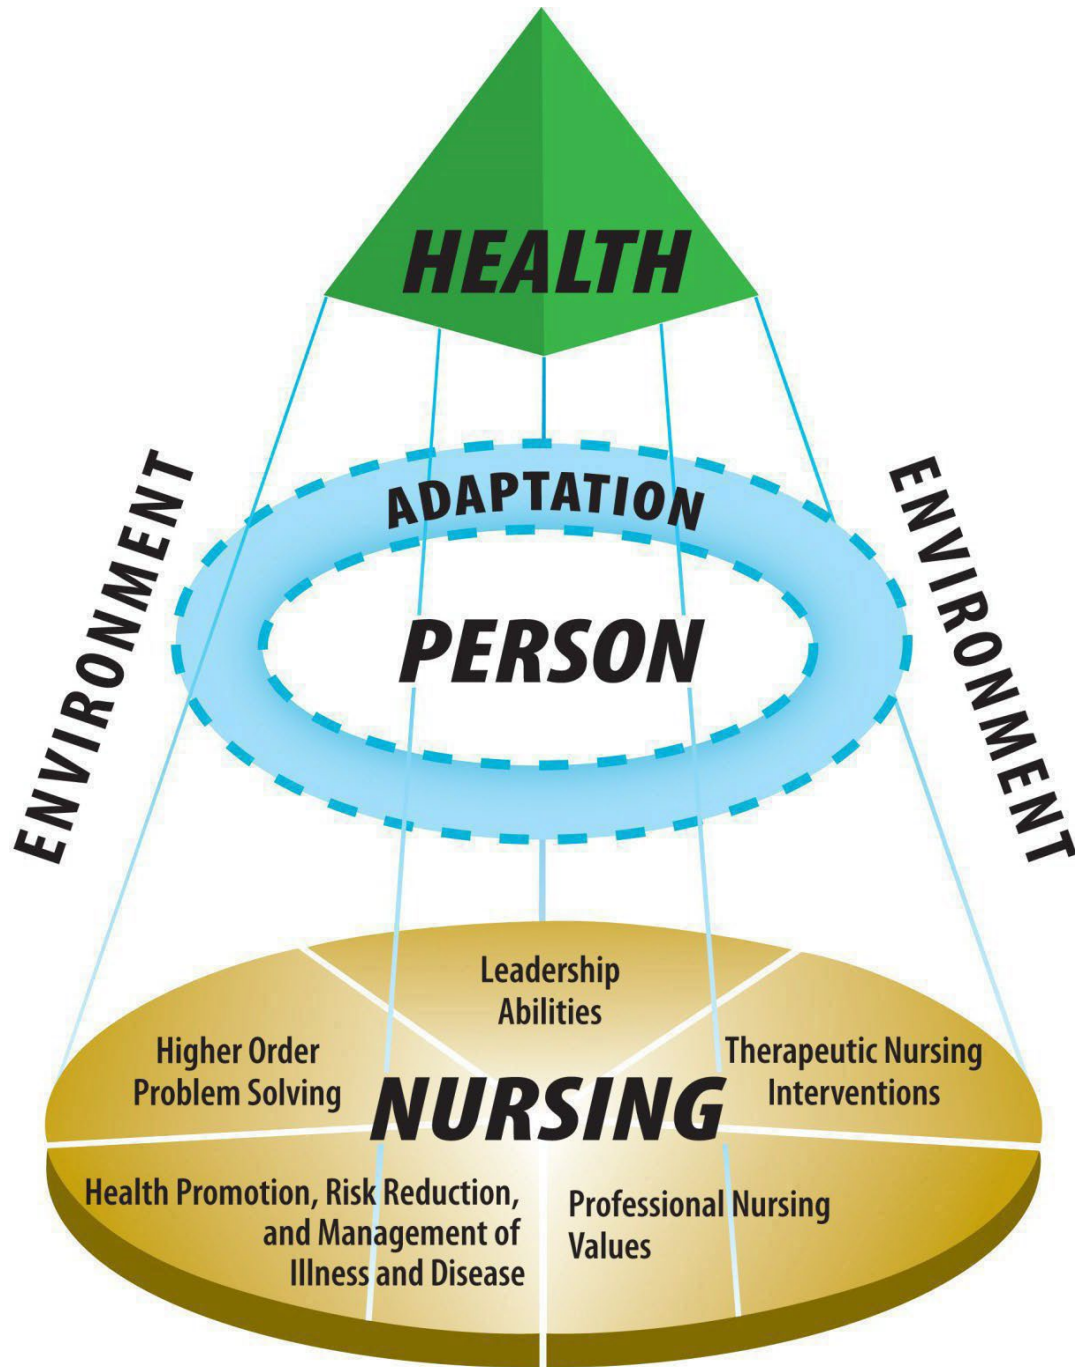 HEALTH
ADAPTATION
ENVIRONMENT
ENVIRONMENT
PERSON
Leadership
Abilities
Higher Order
Problem Solving
Therapeutic Nursing
Interventions
NURSING
Health Promotion, Risk Reduction,
and Management of
Illness and Disease
Professional Nursing
Values